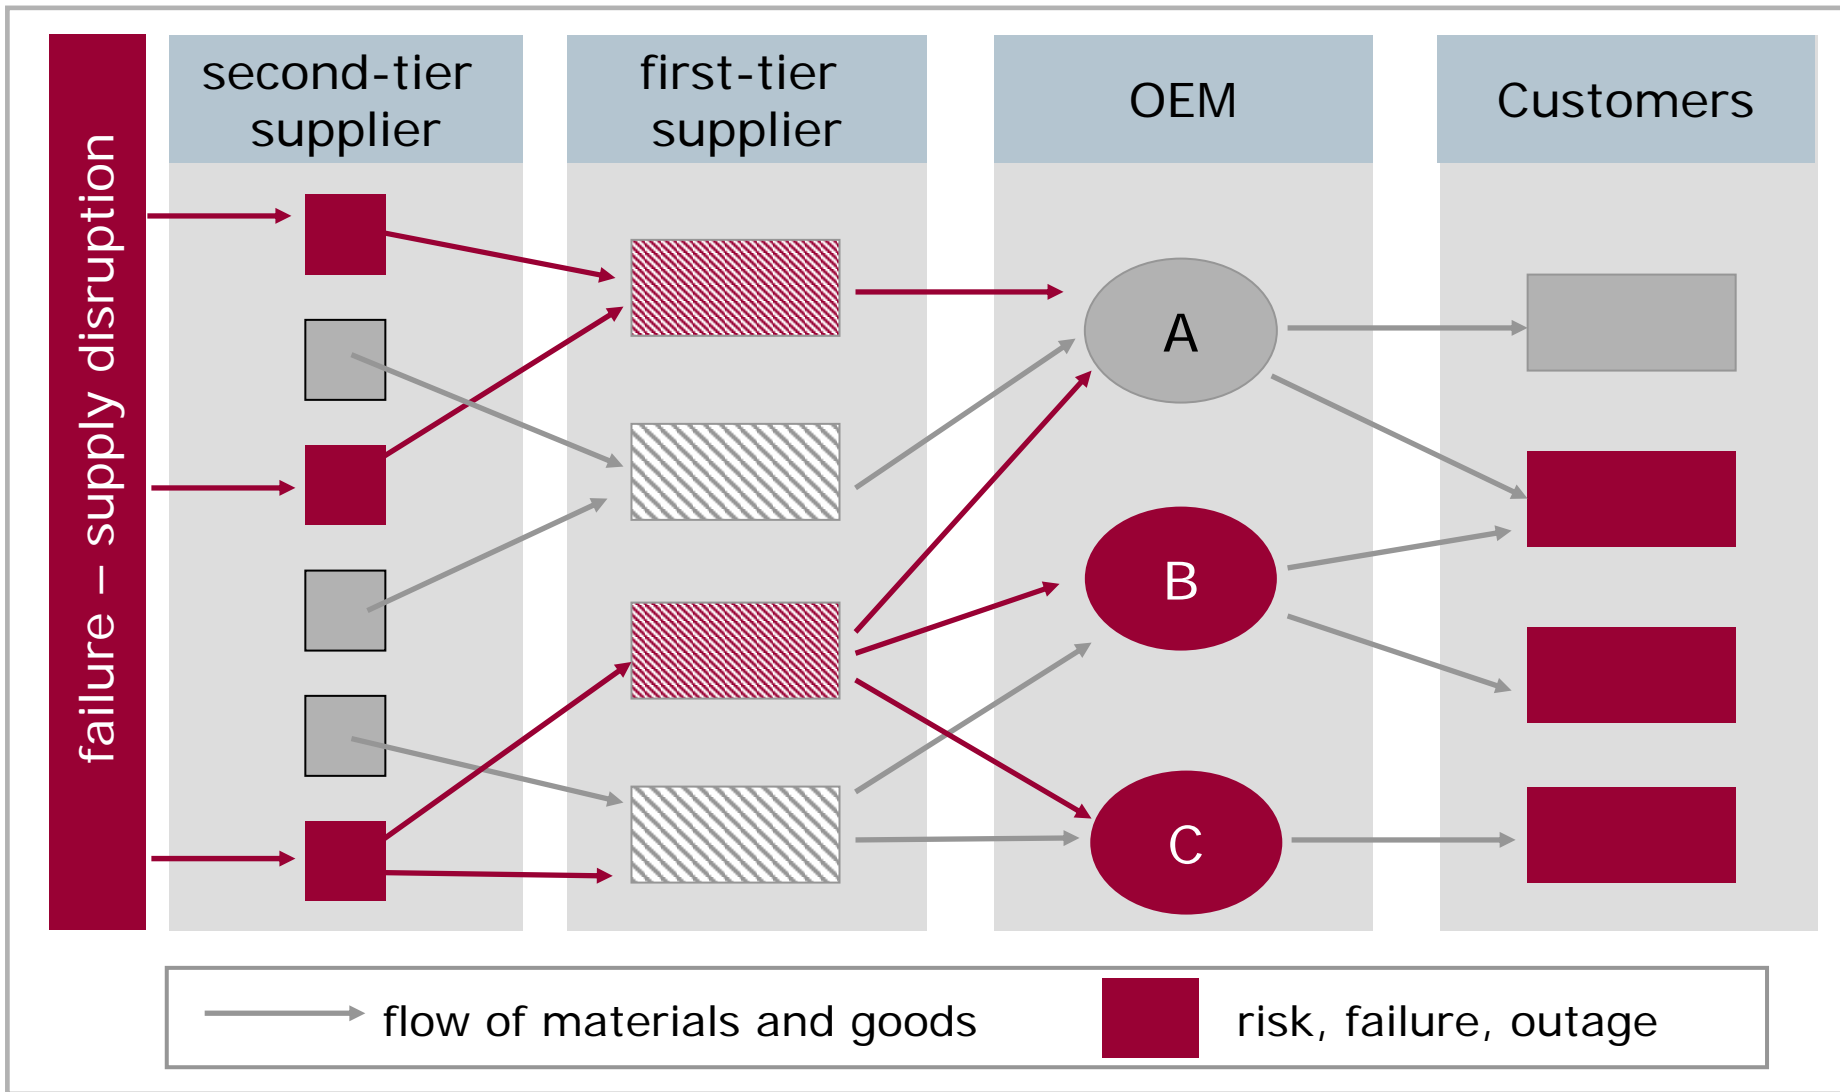 failure – supply disruption
second-tier
supplier
first-tier
supplier
OEM
Customers
A
B
C
flow of materials and goods
risk, failure, outage